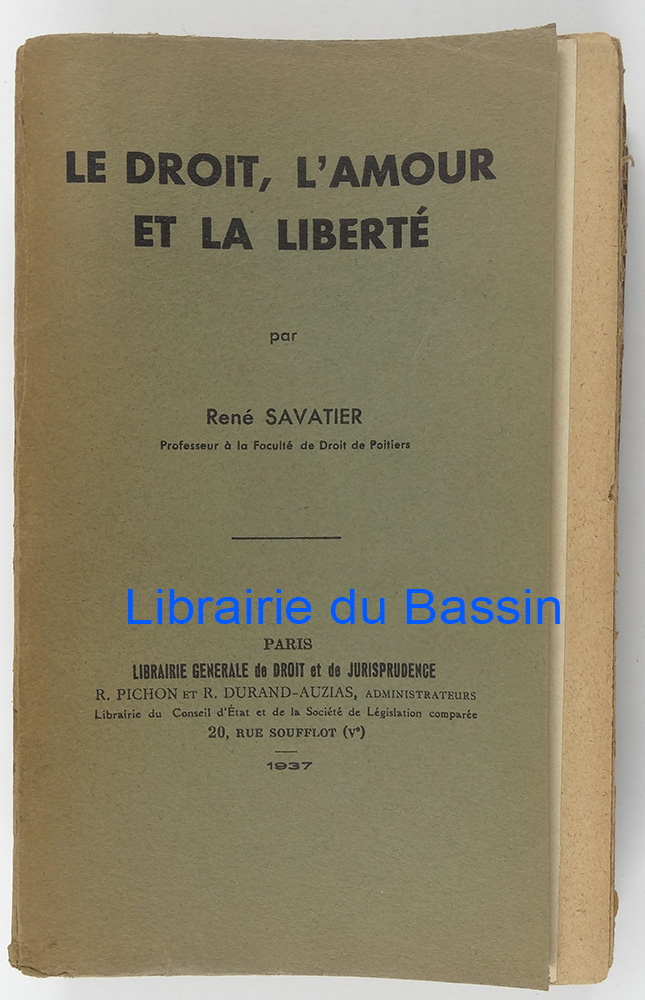 LE DROIT, L'AMOUR
ET LA LIBERTÉ
par
René SAVATIER
Professeur à la Faculté de Droit de Poitiers
Librairie du Bassin
PARIS
LIBRAIRIE GENERALE de DROIT et de JURISPRUDENCE
R. PICHON ET R. DURAND-AUZIAS, ADMINISTRATEURS
Librairie du Conseil d'État et de la Société de Législation comparée
20, RUE SOUFFLOT (Vᵉ)
1937